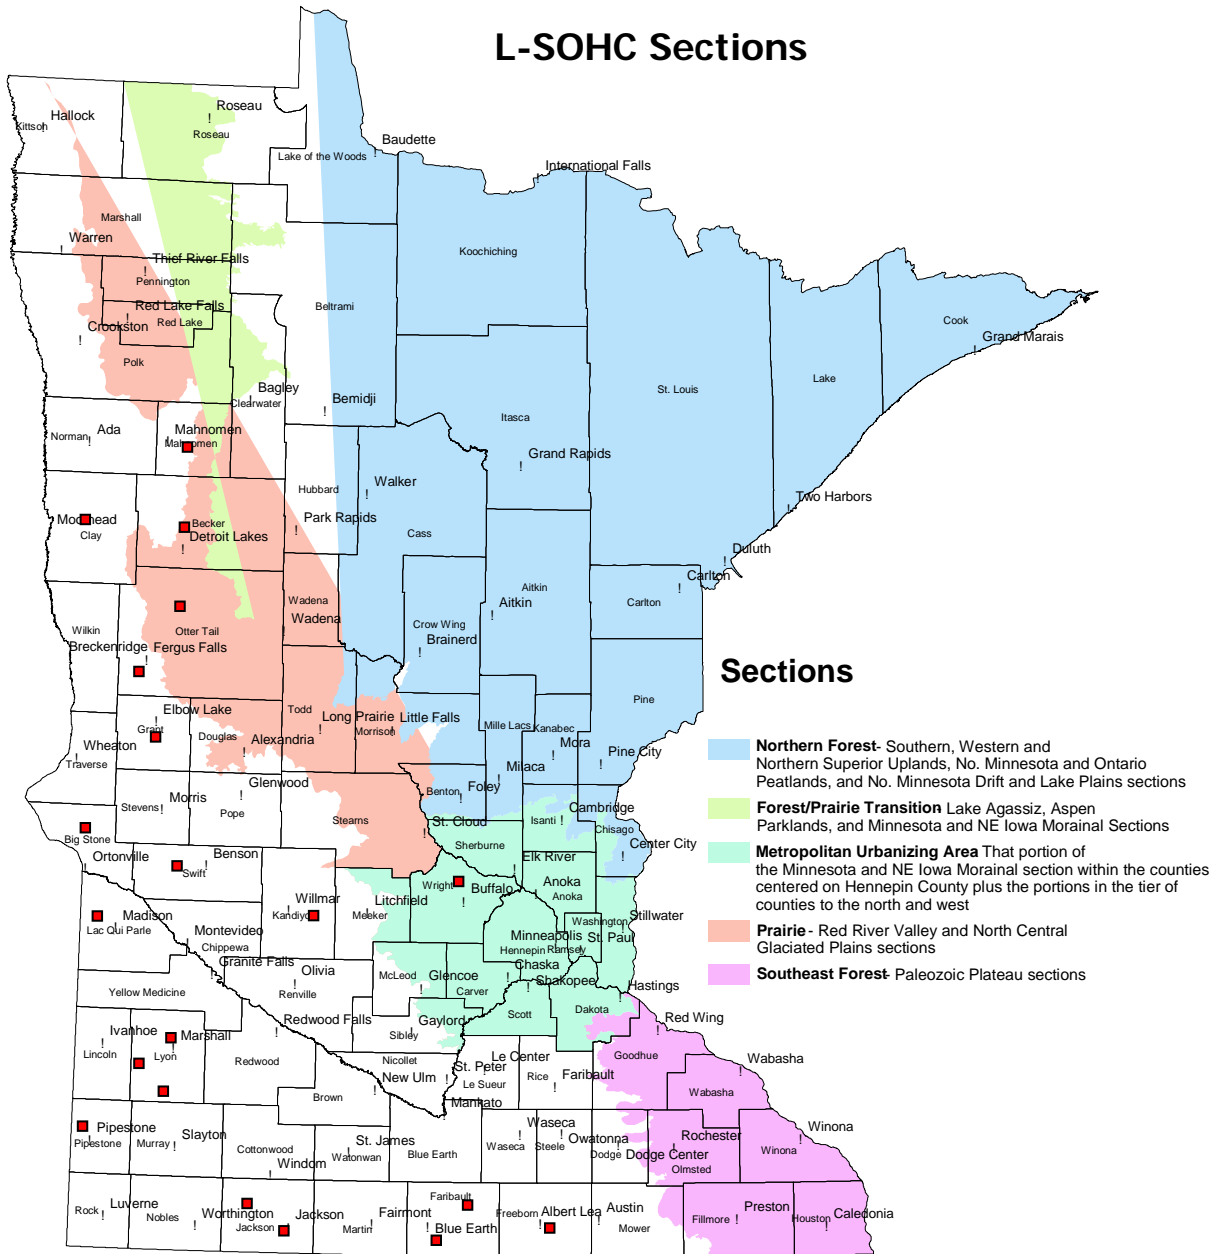 L-SOHC Sections
Roseau
Hallock
Kittson
Roseau
Baudette
Lake of the Woods
International Falls
Marshall
Warren
Koochiching
Thief River Falls
Pennington
Red Lake Falls
Red Lake
Crookston
Beltrami
Cook
Grand Marais
Polk
Lake
St. Louis
Bagley
Clearwater
Bemidji
Itasca
Ada
Norman
Mahnomen
Mahnomen
Grand Rapids
Walker
Hubbard
Two Harbors
Park Rapids
Moorhead
Clay
Becker
Detroit Lakes
Cass
Duluth
Carlton
Aitkin
Aitkin
Carlton
Wadena
Wadena
Crow Wing
Brainerd
Wilkin
Otter Tail
Breckenridge
Fergus Falls
Sections
Pine
Elbow Lake
Grant
Todd
Long Prairie
Little Falls
Morrison
Mille Lacs
Kanabec
Douglas
Alexandria
Wheaton
Traverse
Mora
Pine City
Milaca
Northern Forest- Southern, Western and
Northern Superior Uplands, No. Minnesota and Ontario
Peatlands, and No. Minnesota Drift and Lake Plains sections
Glenwood
Morris
Stevens
Pope
Benton
Foley
Forest/Prairie Transition Lake Agassiz, Aspen
Parklands, and Minnesota and NE Iowa Morainal Sections
Cambridge
Isanti
Stearns
St. Cloud
Chisago
Center City
Big Stone
Ortonville
Benson
Swift
Sherburne
Elk River
Metropolitan Urbanizing Area That portion of
the Minnesota and NE Iowa Morainal section within the counties
centered on Hennepin County plus the portions in the tier of
counties to the north and west
Wright
Buffalo
Anoka
Anoka
Willmar
Kandiyo
Litchfield
Meeker
Madison
Lac Qui Parle
Stillwater
Washington
Montevideo
Chippewa
Minneapolis
St. Paul
Hennepin
Ramsey
Prairie - Red River Valley and North Central
Glaciated Plains sections
Granite Falls
Olivia
Renville
McLeod
Glencoe
Carver
Chaska
Shakopee
Southeast Forest- Paleozoic Plateau sections
Yellow Medicine
Hastings
Dakota
Scott
Red Wing
Ivanhoe
Lincoln
Marshall
Lyon
Redwood Falls
Redwood
Gaylord
Sibley
Goodhue
Wabasha
Nicollet
New Ulm
St. Peter
Le Center
Le Sueur
Rice
Faribault
Wabasha
Brown
Mankato
Pipestone
Pipestone
Slayton
Murray
Cottonwood
Windom
St. James
Watonwan
Blue Earth
Waseca
Waseca
Steele
Owatonna
Dodge
Dodge Center
Rochester
Olmsted
Winona
Winona
Luverne
Rock
Nobles
Worthington
Jackson
Jackson
Fairmont
Martin
Faribault
Blue Earth
Freeborn
Albert Lea
Austin
Mower
Preston
Fillmore
Caledonia
Houston